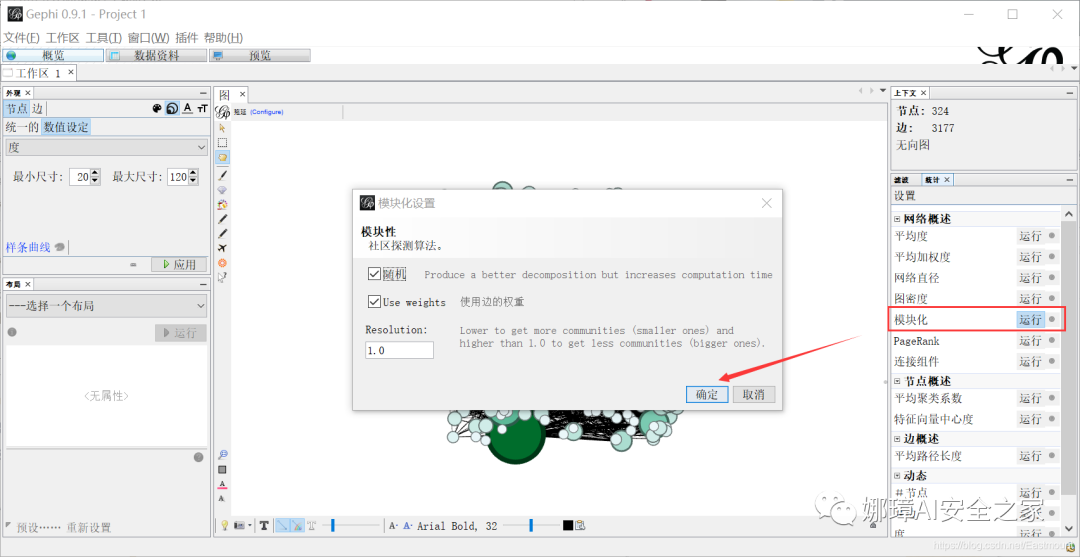 Gephi 0.9.1 - Project 1
文件(F) 工作区 工具(T) 窗口(W) 插件 帮助(H)
概览 数据资料 预览
工作区 1 ×
外观 × 图 × 上下文 ×
节点 边
统一的 数值设定
度
最小尺寸: 20 最大尺寸: 120
样条曲线
应用
布局 ×
---选择一个布局
运行
<无属性>
预设…… 重新设置
拖延 (Configure)
Arial Bold, 32
模块化设置
模块性
社区探测算法。
随机 Produce a better decomposition but increases computation time
Use weights 使用边的权重
Resolution: Lower to get more communities (smaller ones) and
1.0 higher than 1.0 to get less communities (bigger ones).
确定 取消
节点: 324
边: 3177
无向图
滤波 统计 ×
设置
网络概述
平均度 运行
平均加权度 运行
网络直径 运行
图密度 运行
模块化 运行
PageRank 运行
连接组件 运行
节点概述
平均聚类系数 运行
特征向量中心度 运行
边概述
平均路径长度 运行
动态
# 节点 运行
度 运行
娜璋AI安全之家
https://blog.csdn.net/Eastmount